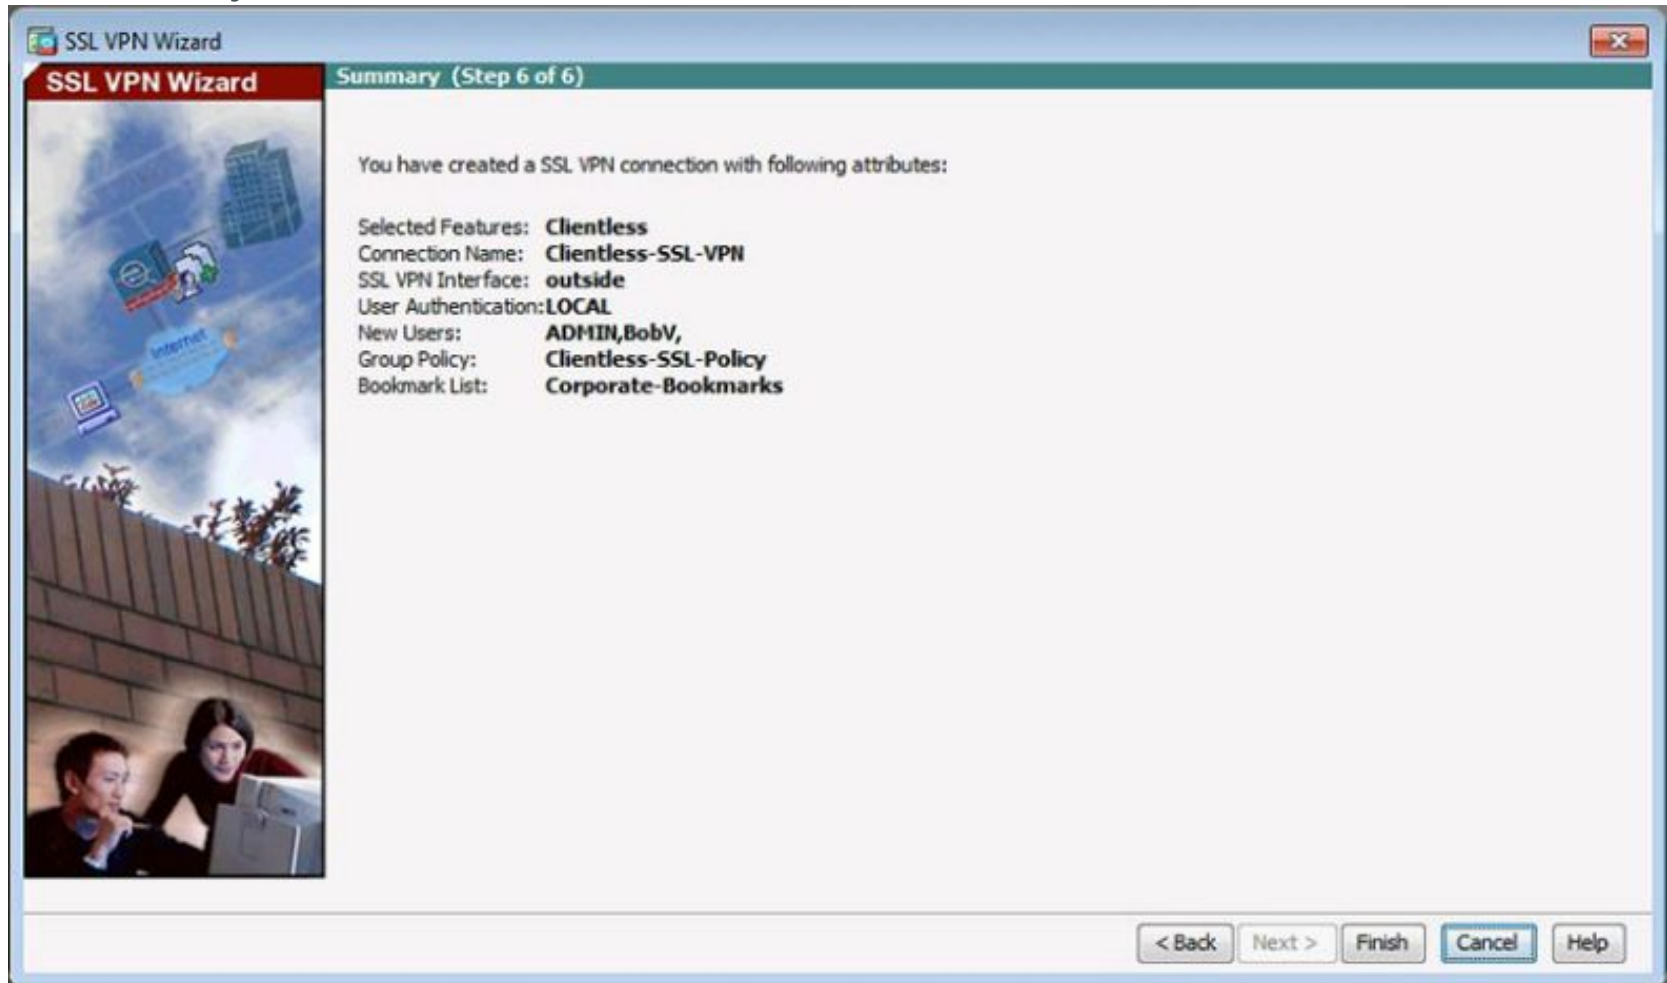 SSL VPN Wizard
SSL VPN Wizard
Summary (Step 6 of 6)
You have created a SSL VPN connection with following attributes:
Selected Features: Clientless
Connection Name: Clientless-SSL-VPN
SSL VPN Interface: outside
User Authentication:LOCAL
New Users: ADMIN,BobV,
Group Policy: Clientless-SSL-Policy
Bookmark List: Corporate-Bookmarks
Internet
< Back Next > Finish Cancel Help